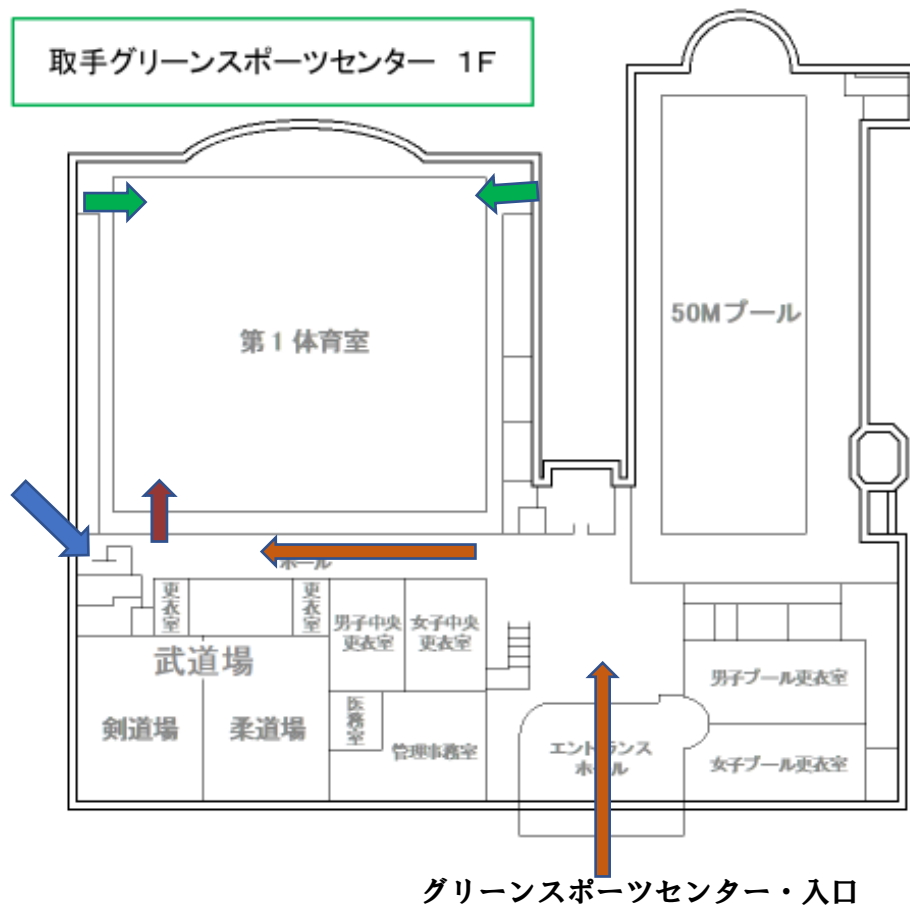 取手グリーンスポーツセンター 1F
50Mプール
第1体育室
ホール
更衣室
更衣室
男子中央
更衣室
女子中央
更衣室
武道場
男子プール更衣室
医務室
剣道場
柔道場
管理事務室
エントランス
ホール
女子プール更衣室
グリーンスポーツセンター・入口